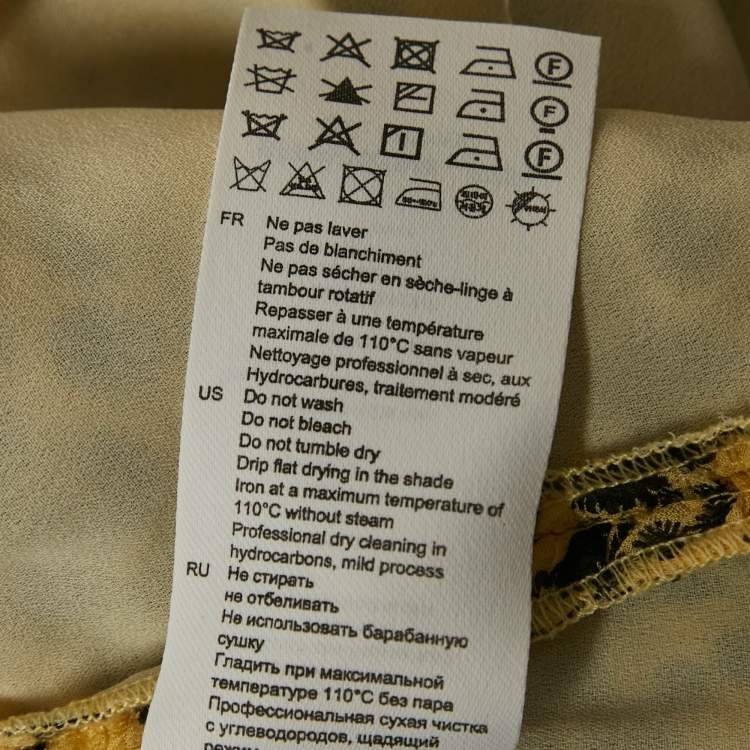 F
F
F
FR Ne pas laver
Pas de blanchiment
Ne pas sécher en sèche-linge à
tambour rotatif
Repasser à une température
maximale de 110°C sans vapeur
Nettoyage professionnel à sec, aux
Hydrocarbures, traitement modéré
US Do not wash
Do not bleach
Do not tumble dry
Drip flat drying in the shade
Iron at a maximum temperature of
110°C without steam
Professional dry cleaning in
hydrocarbons, mild process
RU Не стирать
не отбеливать
Не использовать барабанную
сушку
Гладить при максимальной
температуре 110°C без пара
Профессиональная сухая чистка
с углеводородов, щадящий